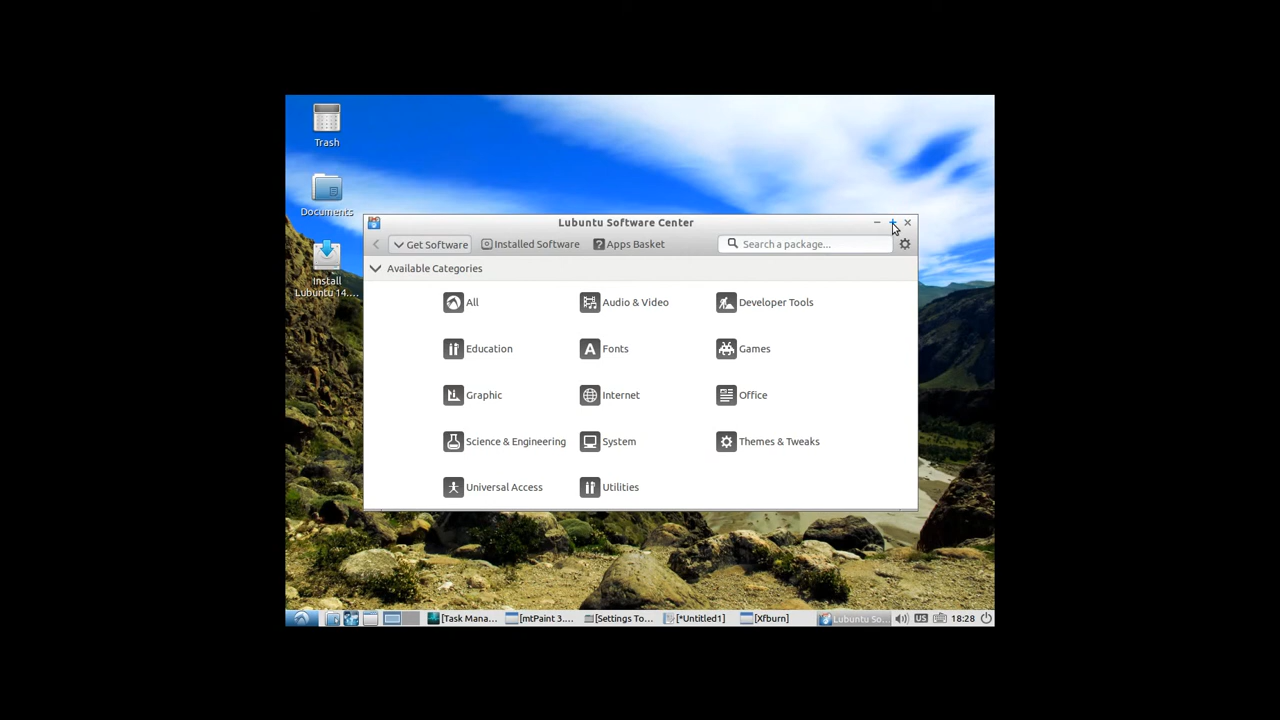 Trash
Documents
Install
Lubuntu 14....
Lubuntu Software Center
Get Software
Installed Software
Apps Basket
Search a package...
Available Categories
All
Audio & Video
Developer Tools
Education
Fonts
Games
Graphic
Internet
Office
Science & Engineering
System
Themes & Tweaks
Universal Access
Utilities
[Task Mana...
[mtPaint 3....
[Settings To...
[*Untitled1]
[Xfburn]
Lubuntu So...
US
18:28